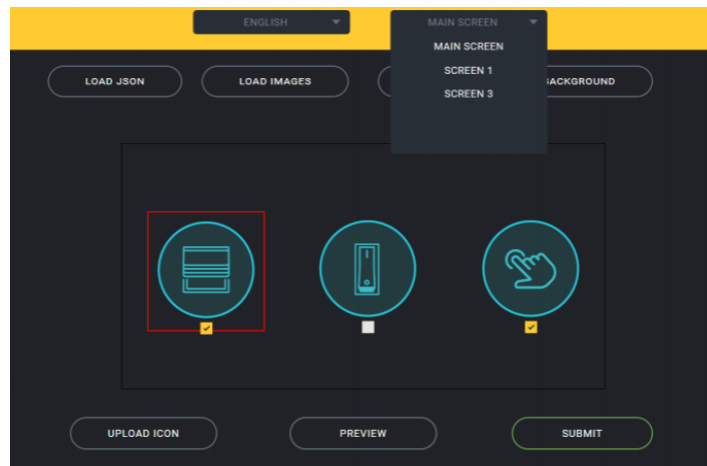 ENGLISH
MAIN SCREEN
MAIN SCREEN
SCREEN 1
SCREEN 3
LOAD JSON
LOAD IMAGES
BACKGROUND
UPLOAD ICON
PREVIEW
SUBMIT